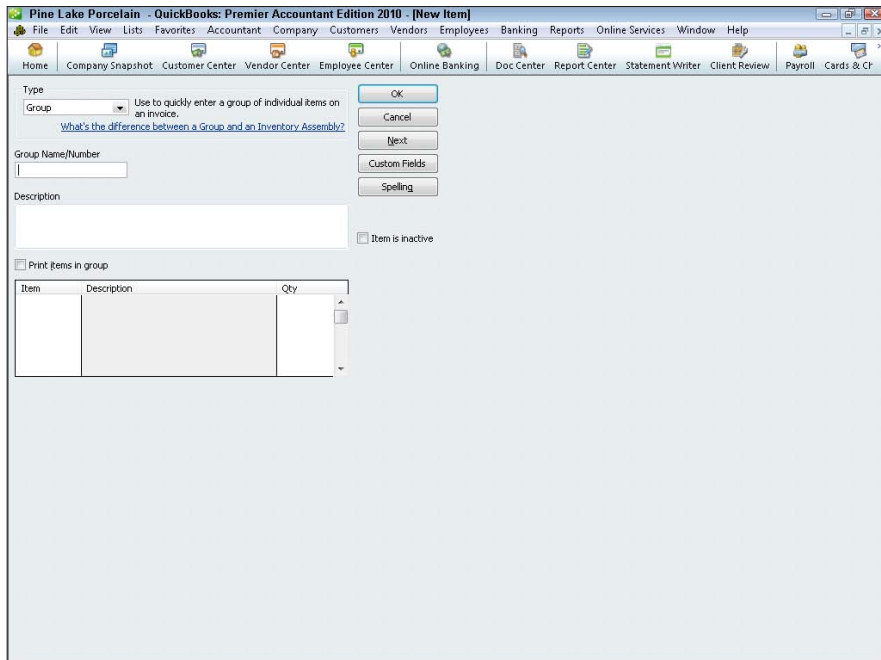 Pine Lake Porcelain - QuickBooks: Premier Accountant Edition 2010 - [New Item]
File Edit View Lists Favorites Accountant Company Customers Vendors Employees Banking Reports Online Services Window Help
Home Company Snapshot Customer Center Vendor Center Employee Center Online Banking Doc Center Report Center Statement Writer Client Review Payroll Cards & Ch
Type
Group
Use to quickly enter a group of individual items on
an invoice.
What's the difference between a Group and an Inventory Assembly?
OK
Cancel
Next
Custom Fields
Spelling
Group Name/Number
Description
Item is inactive
Print items in group
Item Description Qty